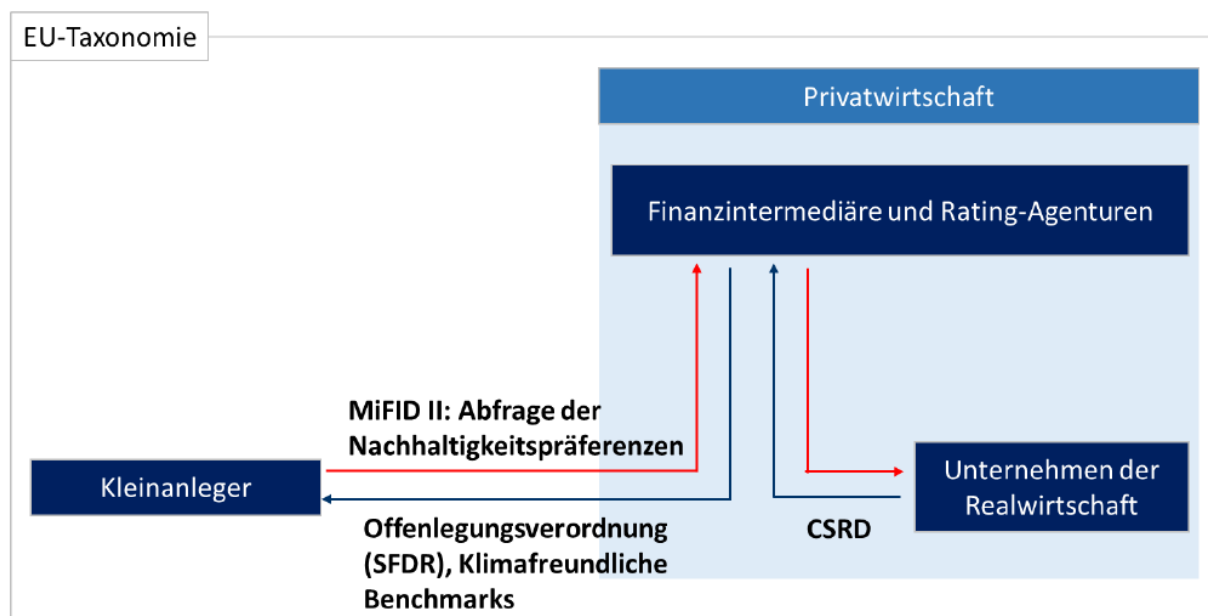 EU-Taxonomie
Privatwirtschaft
Finanzintermediäre und Rating-Agenturen
MiFID II: Abfrage der
Nachhaltigkeitspräferenzen
Kleinanleger
Unternehmen der
Realwirtschaft
Offenlegungsverordnung
(SFDR), Klimafreundliche
Benchmarks
CSRD